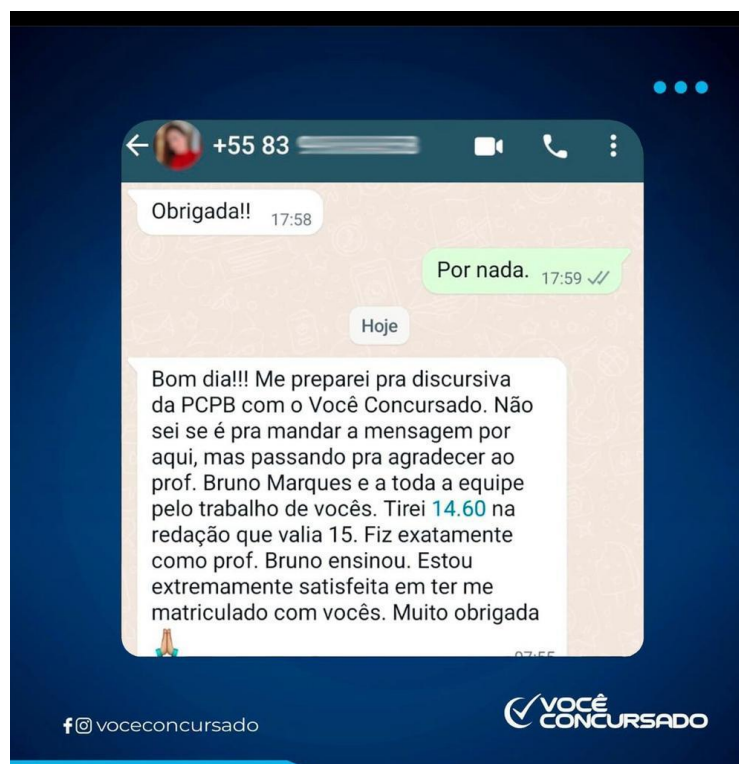 +55 83
Obrigada!! 17:58
Por nada. 17:59
Hoje
Bom dia!!! Me preparei pra discursiva
da PCPB com o Você Concursado. Não
sei se é pra mandar a mensagem por
aqui, mas passando pra agradecer ao
prof. Bruno Marques e a toda a equipe
pelo trabalho de vocês. Tirei 14.60 na
redação que valia 15. Fiz exatamente
como prof. Bruno ensinou. Estou
extremamente satisfeita em ter me
matriculado com vocês. Muito obrigada
voceconcursado
VOCÊ
CONCURSADO